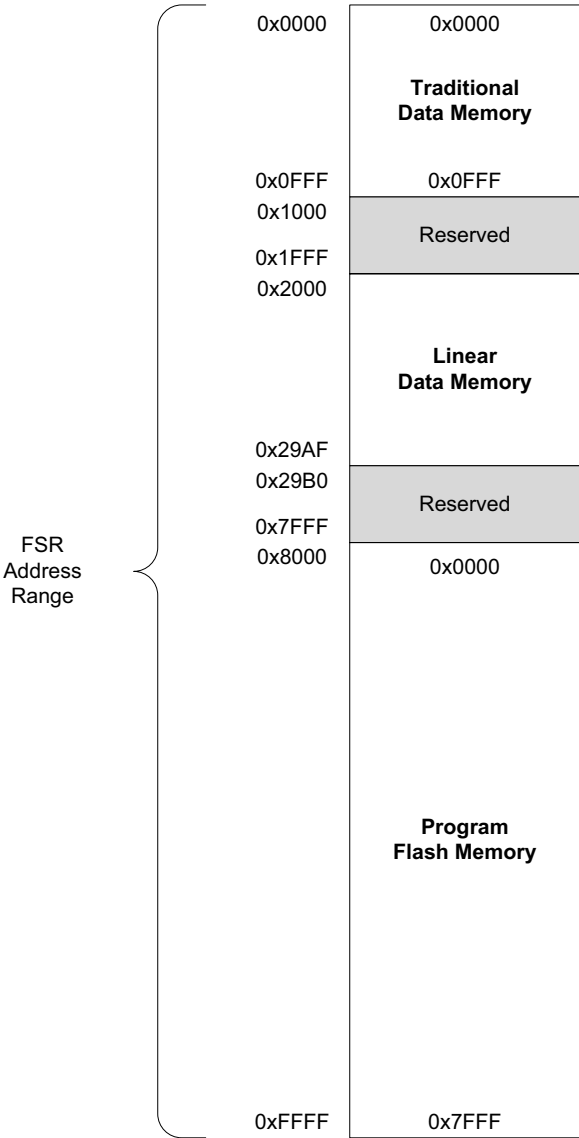 0x0000 0x0000
Traditional
Data Memory
0x0FFF 0x0FFF
0x1000
Reserved
0x1FFF
0x2000
Linear
Data Memory
0x29AF
0x29B0
Reserved
0x7FFF
0x8000 0x0000
FSR
Address
Range
Program
Flash Memory
0xFFFF 0x7FFF